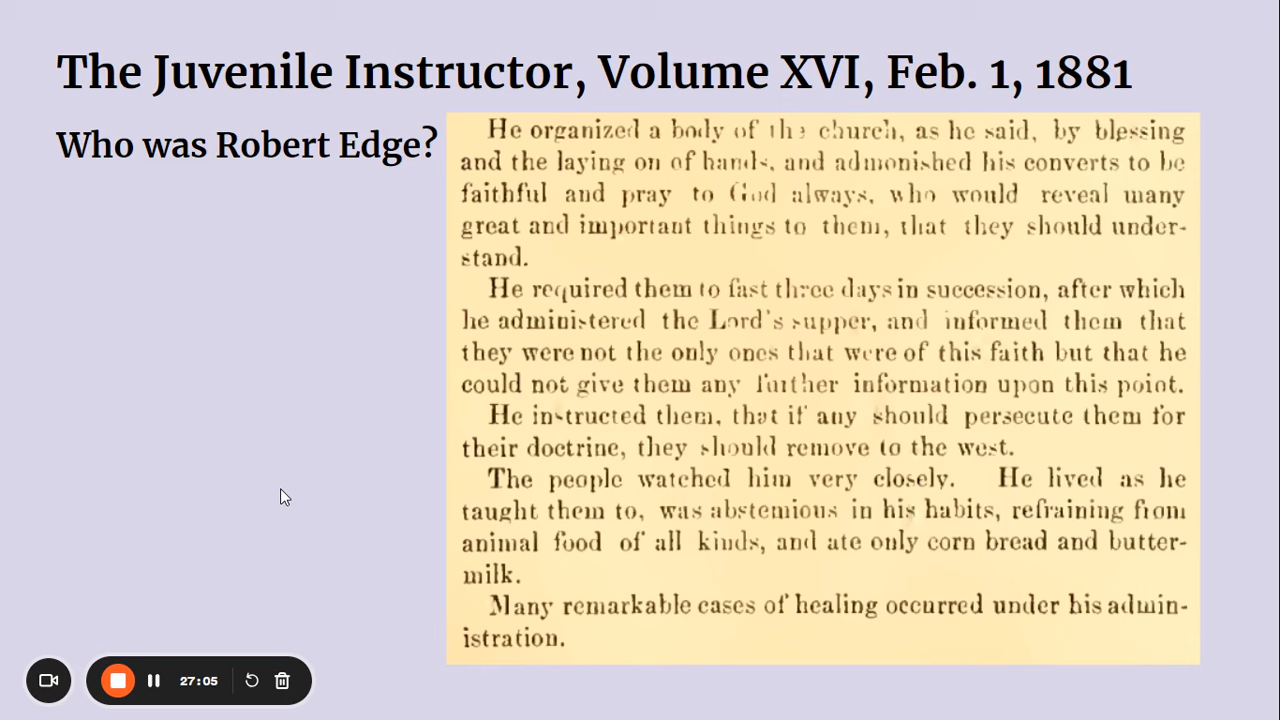 The Juvenile Instructor, Volume XVI, Feb. 1, 1881
Who was Robert Edge?
He organized a body of the church, as he said, by blessing
and the laying on of hands, and admonished his converts to be
faithful and pray to God always, who would reveal many
great and important things to them, that they should under-
stand.
He required them to fast three days in succession, after which
he administered the Lord's supper, and informed them that
they were not the only ones that were of this faith but that he
could not give them any further information upon this point.
He instructed them, that if any should persecute them for
their doctrine, they should remove to the west.
The people watched him very closely. He lived as he
taught them to, was abstemious in his habits, refraining from
animal food of all kinds, and ate only corn bread and butter-
milk.
Many remarkable cases of healing occurred under his admin-
istration.
27:05